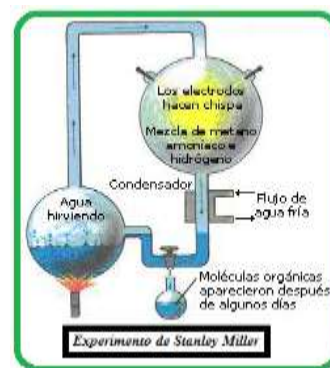 Los electrodos
hacen chispa
Mezcla de metano
amoniaco e
hidrógeno
Condensador
Agua
hirviendo
Flujo de
agua fría
Moléculas orgánicas
aparecieron después
de algunos días
Experimento de Stanley Miller